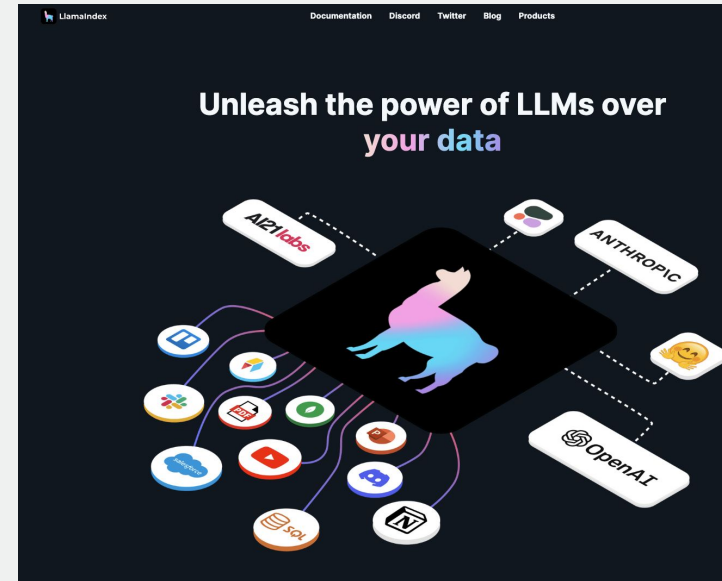 LlamaIndex
Documentation Discord Twitter Blog Products
Unleash the power of LLMs over
your data
AI21labs
ANTHROP\C
OpenAI
PDF
P
salesforce
SQL
N